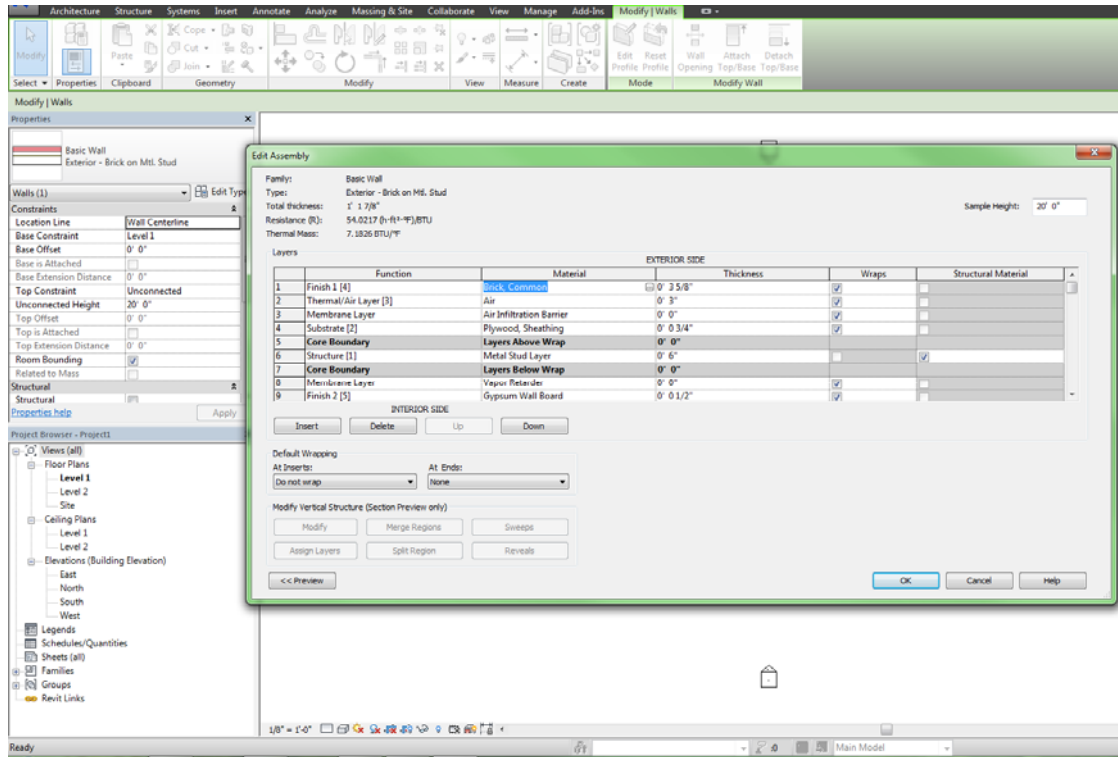 Architecture Structure Systems Insert Annotate Analyze Massing & Site Collaborate View Manage Add-Ins Modify | Walls
Modify Paste Cope Cut Join Edit Profile Reset Profile Wall Opening Attach Top/Base Detach Top/Base
Select Properties Clipboard Geometry Modify View Measure Create Mode Modify Wall
Modify | Walls
Properties
Basic Wall
Exterior - Brick on Mtl. Stud
Walls (1) Edit Type
Constraints
Location Line Wall Centerline
Base Constraint Level 1
Base Offset 0' 0"
Base is Attached
Base Extension Distance 0' 0"
Top Constraint Unconnected
Unconnected Height 20' 0"
Top Offset 0' 0"
Top is Attached
Top Extension Distance 0' 0"
Room Bounding
Related to Mass
Structural
Structural
Properties help Apply
Project Browser - Project1
Views (all)
Floor Plans
Level 1
Level 2
Site
Ceiling Plans
Level 1
Level 2
Elevations (Building Elevation)
East
North
South
West
Legends
Schedules/Quantities
Sheets (all)
Families
Groups
Revit Links
Edit Assembly
Family: Basic Wall
Type: Exterior - Brick on Mtl. Stud
Total thickness: 1' 1 7/8" Sample Height: 20' 0"
Resistance (R): 54.0217 (h·ft²·°F)/BTU
Thermal Mass: 7.1826 BTU/°F
Layers
EXTERIOR SIDE
Function Material Thickness Wraps Structural Material
1 Finish 1 [4] Brick, Common 0' 3 5/8"
2 Thermal/Air Layer [3] Air 0' 3"
3 Membrane Layer Air Infiltration Barrier 0' 0"
4 Substrate [2] Plywood, Sheathing 0' 0 3/4"
5 Core Boundary Layers Above Wrap 0' 0"
6 Structure [1] Metal Stud Layer 0' 6"
7 Core Boundary Layers Below Wrap 0' 0"
8 Membrane Layer Vapor Retarder 0' 0"
9 Finish 2 [5] Gypsum Wall Board 0' 0 1/2"
INTERIOR SIDE
Insert Delete Up Down
Default Wrapping
At Inserts: At Ends:
Do not wrap None
Modify Vertical Structure (Section Preview only)
Modify Merge Regions Sweeps
Assign Layers Split Region Reveals
<< Preview OK Cancel Help
1/8" = 1'-0"
Ready :0 Main Model